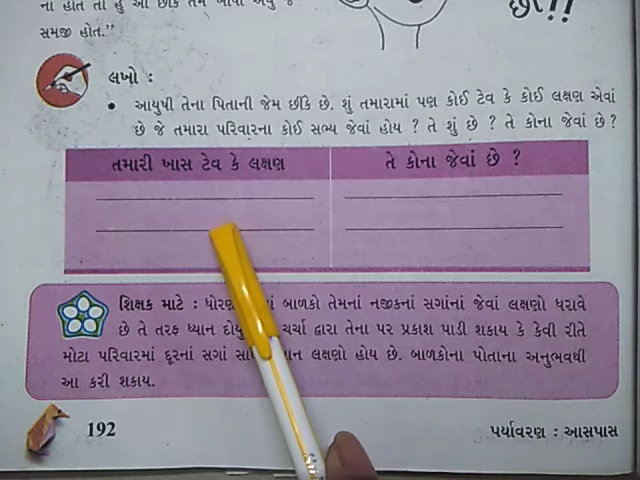 ના હોત તો હું આ છીંક તમે
સમજી હોત.”
છીં!!
લખો :
• આયુષી તેના પિતાની જેમ છીંકે છે. શું તમારામાં પણ કોઈ ટેવ કે કોઈ લક્ષણ એવાં
છે જે તમારા પરિવારના કોઈ સભ્ય જેવાં હોય ? તે શું છે ? તે કોના જેવાં છે ?
તમારી ખાસ ટેવ કે લક્ષણ
તે કોના જેવાં છે ?
શિક્ષક માટે : બાળકો તેમનાં નજીકનાં સગાંનાં જેવાં લક્ષણો ધરાવે
છે તે તરફ ધ્યાન ચર્ચા દ્વારા તેના પર પ્રકાશ પાડી શકાય કે કેવી રીતે
મોટા પરિવારમાં દૂરનાં સગાં લક્ષણો હોય છે. બાળકોના પોતાના અનુભવથી
આ કરી શકાય.
192
પર્યાવરણ : આસપાસ